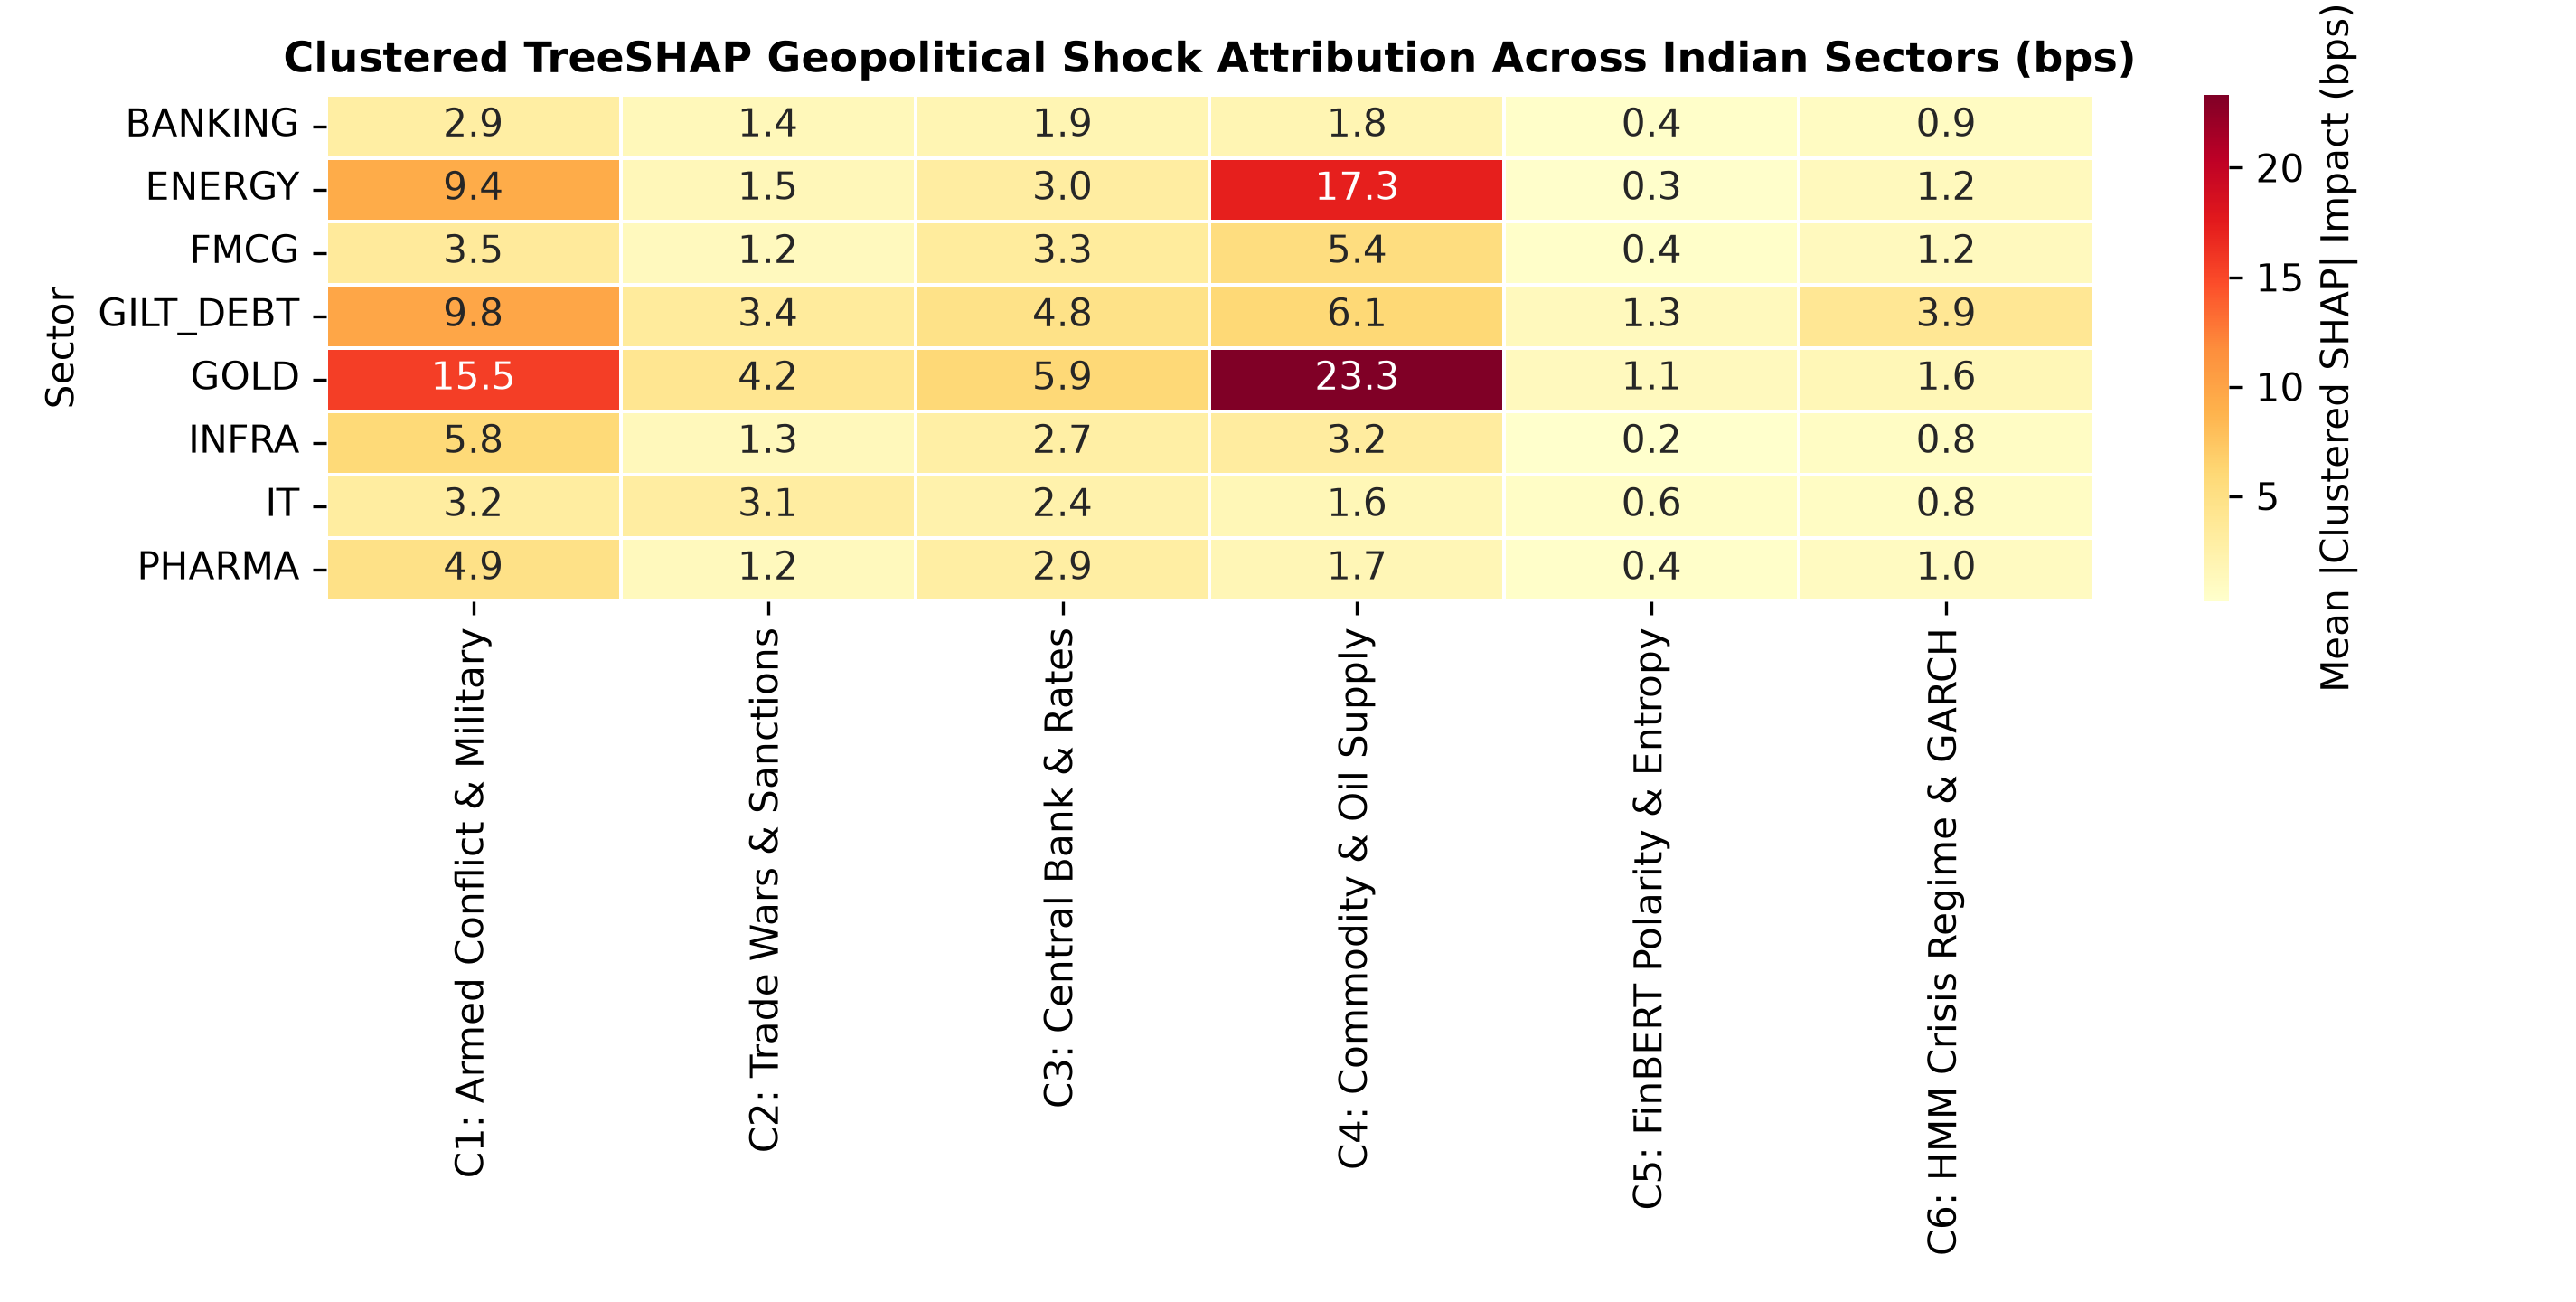 Clustered TreeSHAP Geopolitical Shock Attribution Across Indian Sectors (bps)
Sector
BANKING 2.9 1.4 1.9 1.8 0.4 0.9
ENERGY 9.4 1.5 3.0 17.3 0.3 1.2
FMCG 3.5 1.2 3.3 5.4 0.4 1.2
GILT_DEBT 9.8 3.4 4.8 6.1 1.3 3.9
GOLD 15.5 4.2 5.9 23.3 1.1 1.6
INFRA 5.8 1.3 2.7 3.2 0.2 0.8
IT 3.2 3.1 2.4 1.6 0.6 0.8
PHARMA 4.9 1.2 2.9 1.7 0.4 1.0
C1: Armed Conflict & Military
C2: Trade Wars & Sanctions
C3: Central Bank & Rates
C4: Commodity & Oil Supply
C5: FinBERT Polarity & Entropy
C6: HMM Crisis Regime & GARCH
20
15
10
5
Mean |Clustered SHAP| Impact (bps)